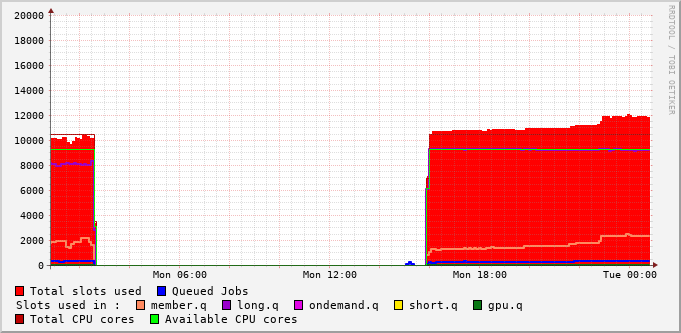 20000
18000
16000
14000
12000
10000
8000
6000
4000
2000
0
Mon 06:00 Mon 12:00 Mon 18:00 Tue 00:00
RRDTOOL / TOBI OETIKER
Total slots used Queued Jobs
Slots used in : member.q long.q ondemand.q short.q gpu.q
Total CPU cores Available CPU cores